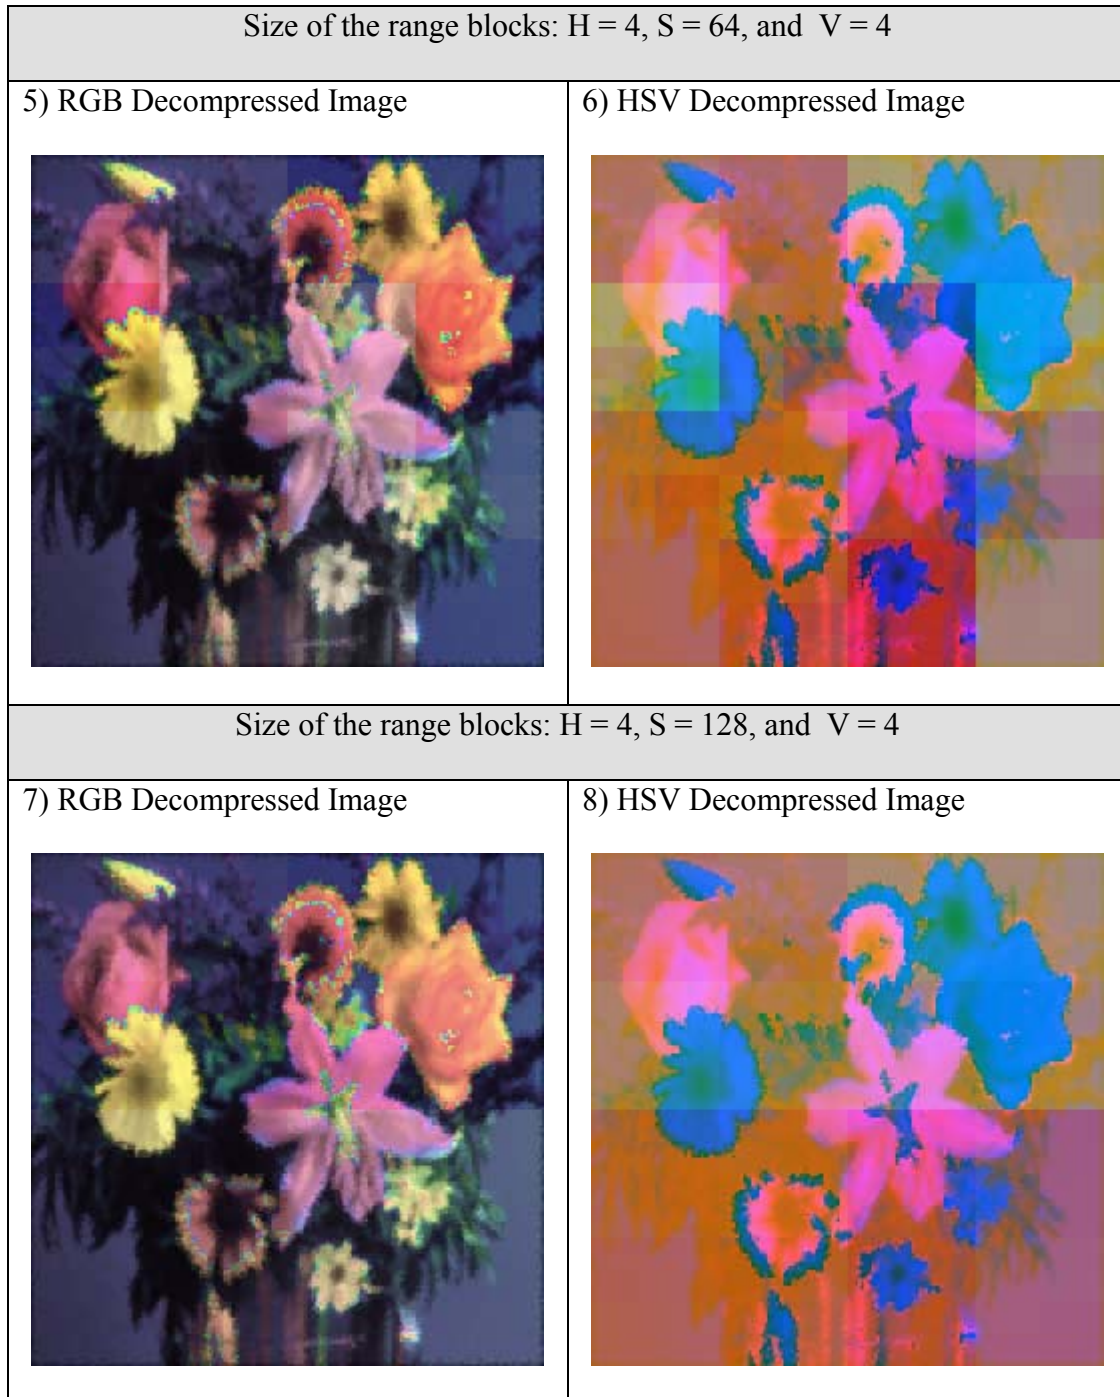 Size of the range blocks: H = 4, S = 64, and V = 4
5) RGB Decompressed Image
6) HSV Decompressed Image
Size of the range blocks: H = 4, S = 128, and V = 4
7) RGB Decompressed Image
8) HSV Decompressed Image